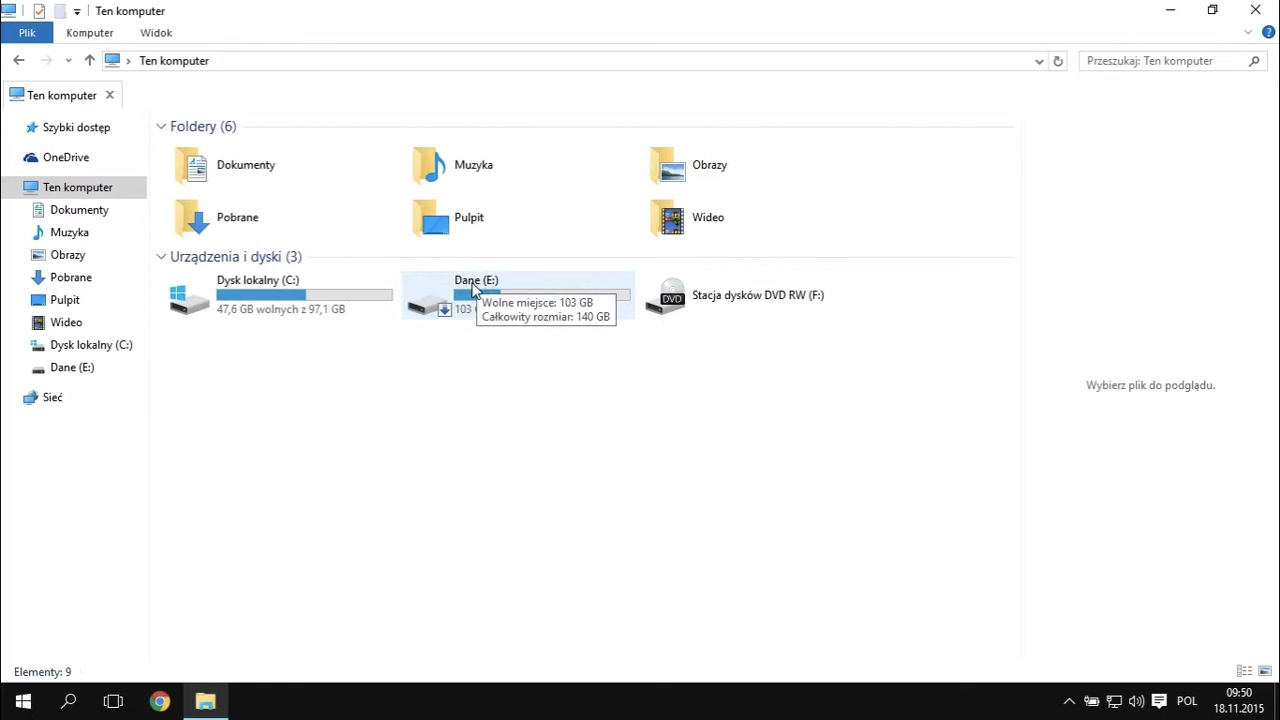 Ten komputer
Plik
Komputer
Widok
Ten komputer
Przeszukaj: Ten komputer
Ten komputer
Szybki dostęp
OneDrive
Ten komputer
Dokumenty
Muzyka
Obrazy
Pobrane
Pulpit
Wideo
Dysk lokalny (C:)
Dane (E:)
Sieć
Foldery (6)
Dokumenty
Muzyka
Obrazy
Pobrane
Pulpit
Wideo
Urządzenia i dyski (3)
Dysk lokalny (C:)
47,6 GB wolnych z 97,1 GB
Dane (E:)
103
Wolne miejsce: 103 GB
Całkowity rozmiar: 140 GB
DVD
Stacja dysków DVD RW (F:)
Wybierz plik do podglądu.
Elementy: 9
POL
09:50
18.11.2015